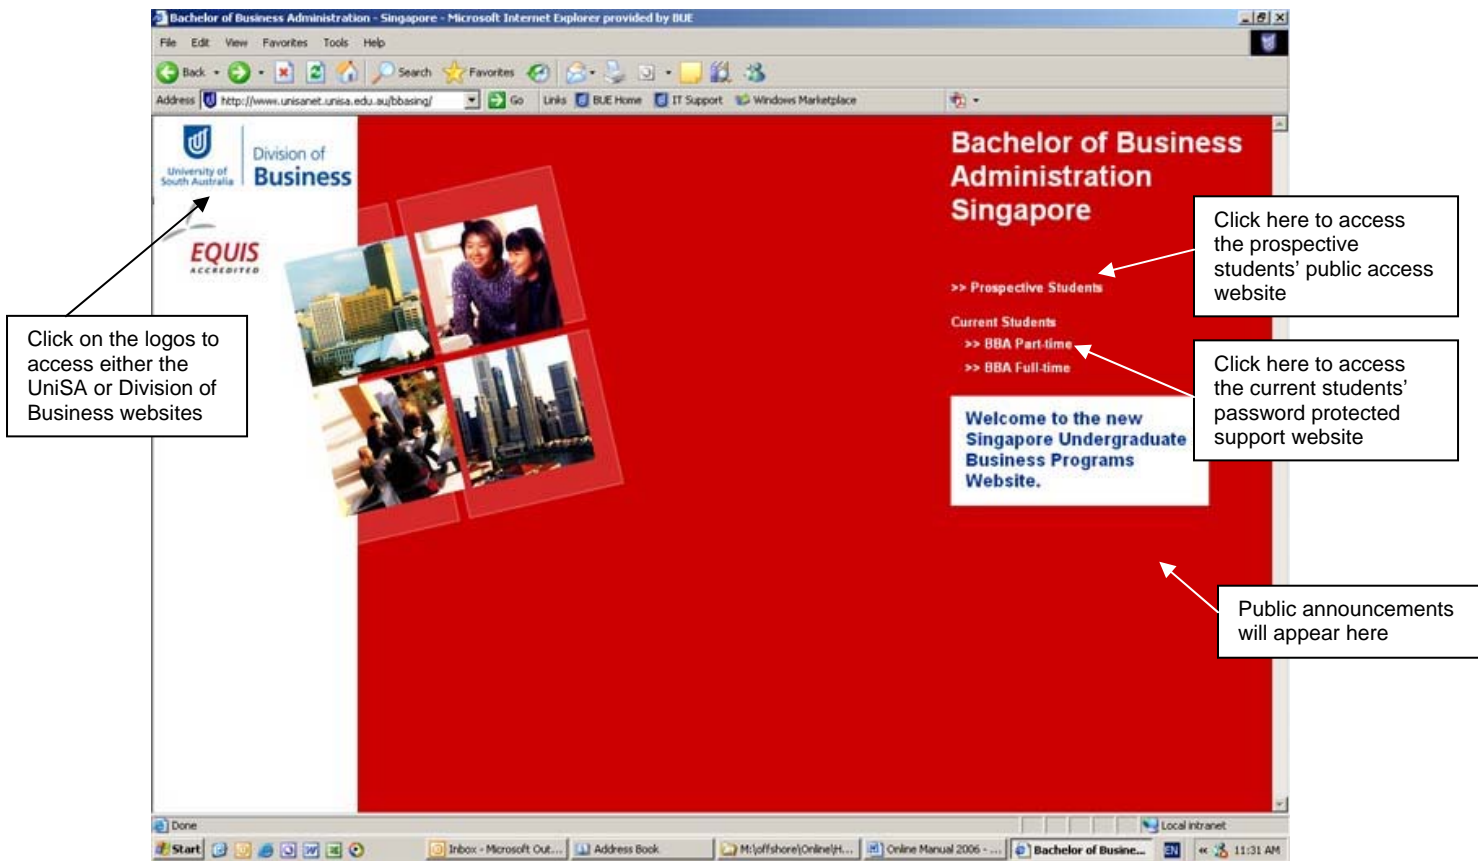 Bachelor of Business Administration - Singapore - Microsoft Internet Explorer provided by BUE
File Edit View Favorites Tools Help
Back Search Favorites
Address http://www.unisanet.unisa.edu.au/bbasing/ Go Links BUE Home IT Support Windows Marketplace
University of
South Australia
Division of
Business
EQUIS
ACCREDITED
Bachelor of Business
Administration
Singapore
>> Prospective Students
Current Students
>> BBA Part-time
>> BBA Full-time
Welcome to the new
Singapore Undergraduate
Business Programs
Website.
Click on the logos to
access either the
UniSA or Division of
Business websites
Click here to access
the prospective
students’ public access
website
Click here to access
the current students’
password protected
support website
Public announcements
will appear here
Done Local intranet
Start Inbox - Microsoft Out... Address Book M:\offshore\Online\H... Online Manual 2006 - ... Bachelor of Busine... EN « 11:31 AM